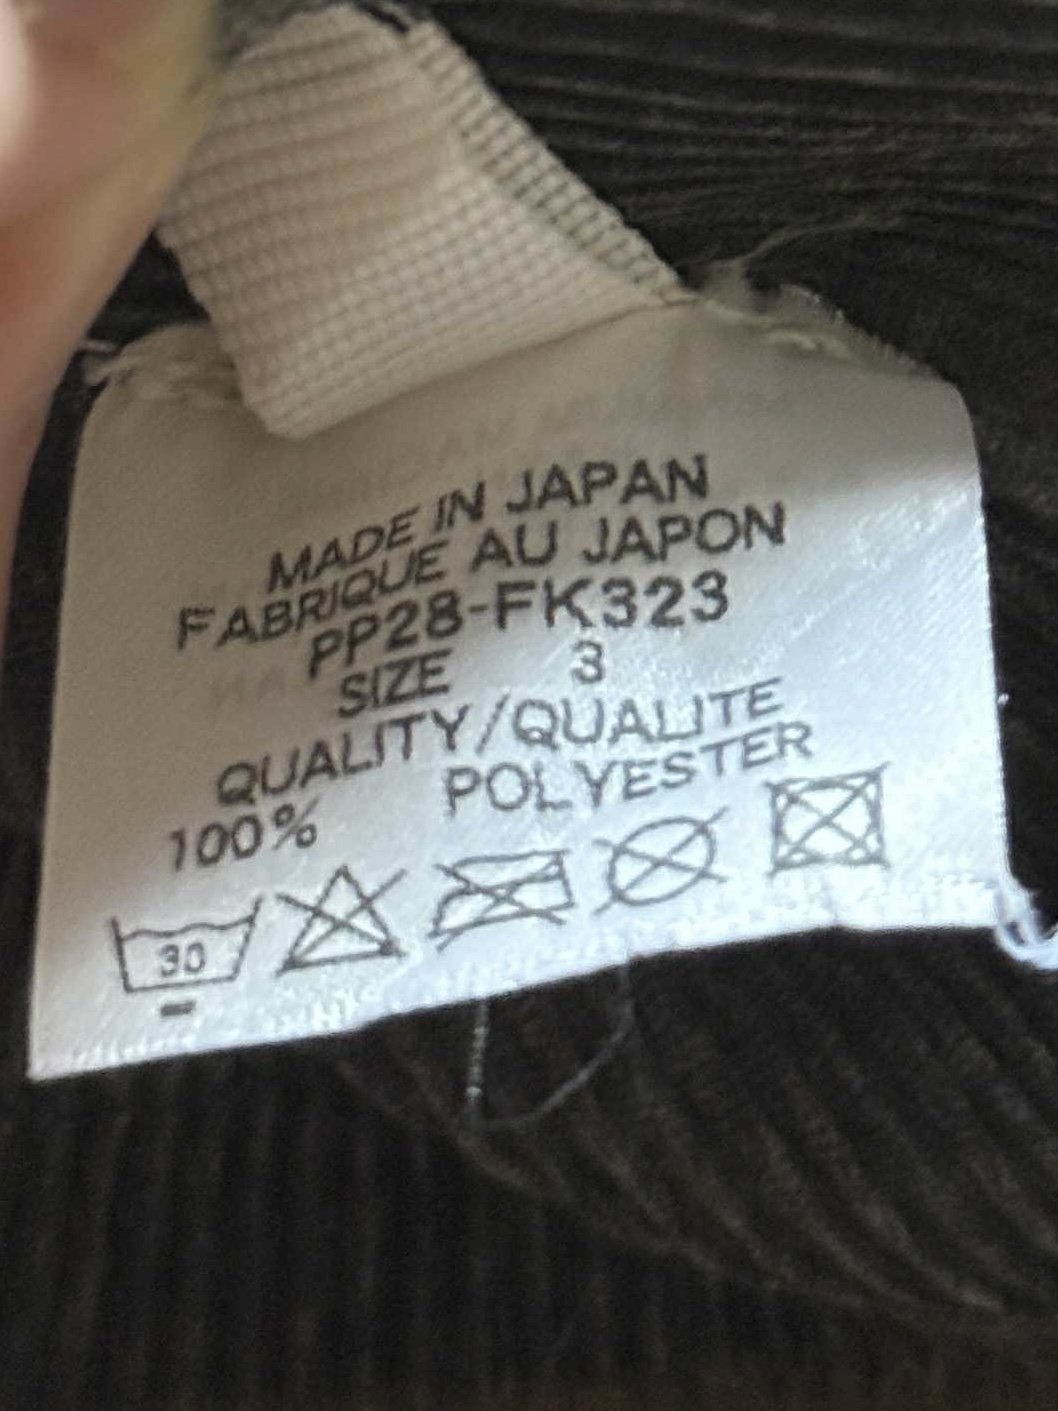 MADE IN JAPAN
FABRIQUE AU JAPON
PP28-FK323
SIZE 3
QUALITY/QUALITE
100% POLYESTER
30